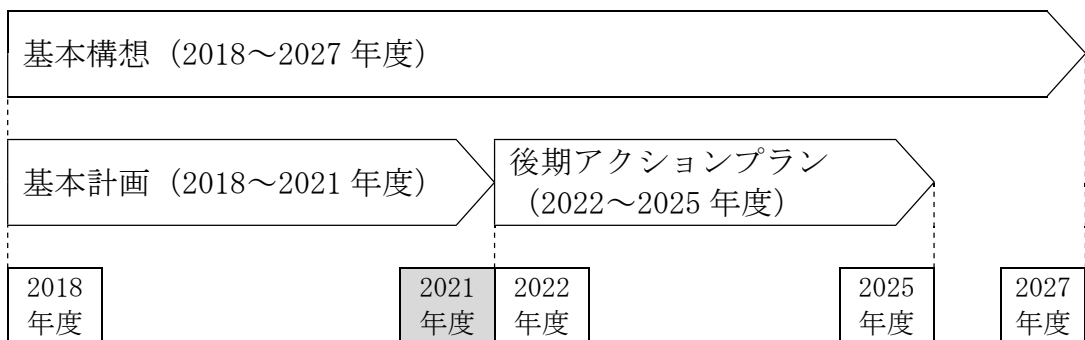 基本構想（2018～2027 年度）
基本計画（2018～2021 年度）
後期アクションプラン
（2022～2025 年度）
2018
年度
2021
年度
2022
年度
2025
年度
2027
年度